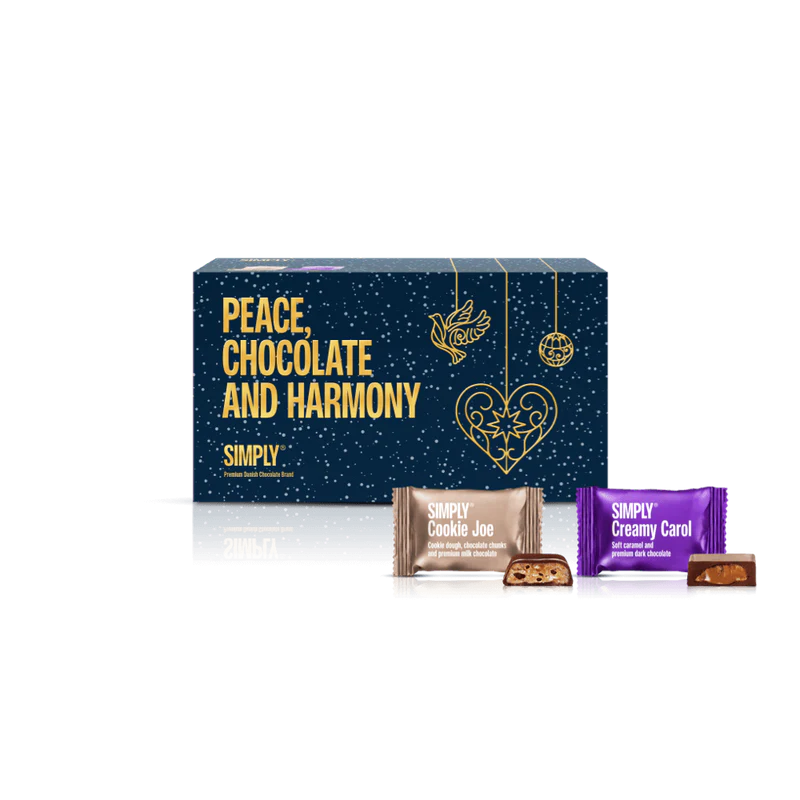 PEACE,
CHOCOLATE
AND HARMONY
SIMPLY®
Premium Danish Chocolate Brand
SIMPLY®
Cookie Joe
Cookie dough, chocolate chunks
and premium milk chocolate
SIMPLY®
Creamy Carol
Soft caramel and
premium dark chocolate